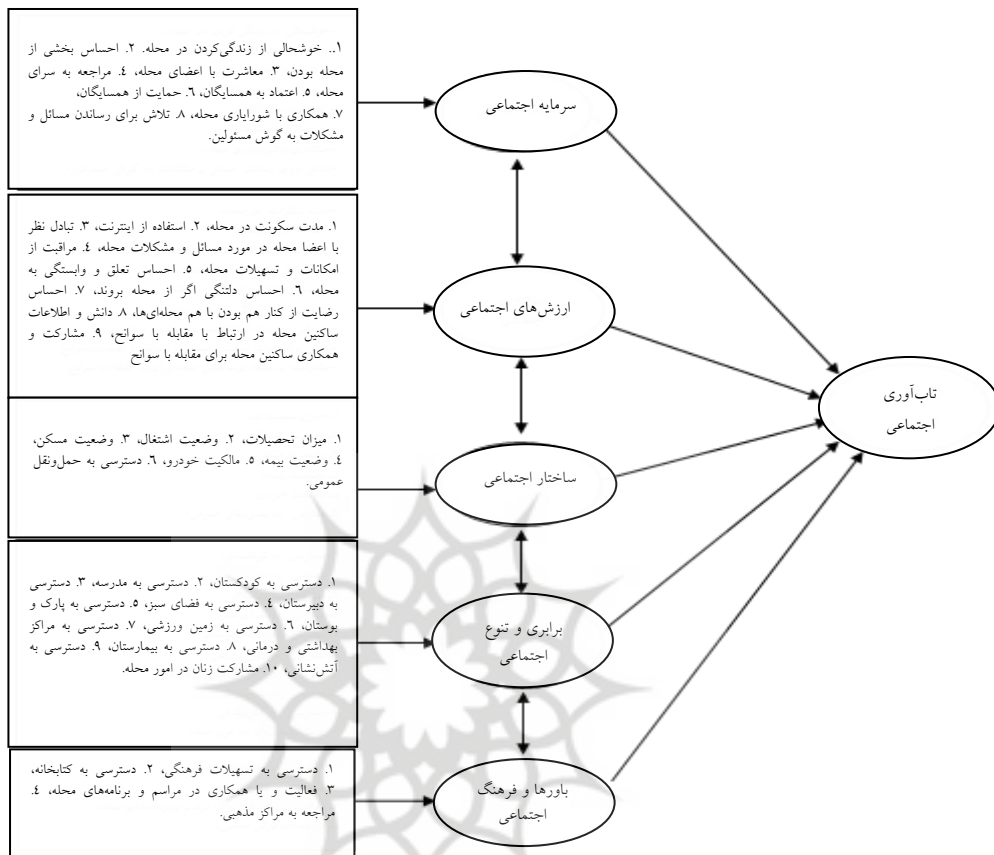 ۱.. خوشحالی از زندگی‌کردن در محله. ۲. احساس بخشی از
محله بودن، ۳. معاشرت با اعضای محله، ٤. مراجعه به سرای
محله، ٥. اعتماد به همسایگان، ٦. حمایت از همسایگان،
۷. همکاری با شورایاری محله، ۸. تلاش برای رساندن مسائل و
مشکلات به گوش مسئولین.
سرمایه اجتماعی
۱. مدت سکونت در محله، ۲. استفاده از اینترنت، ۳. تبادل نظر
با اعضا محله در مورد مسائل و مشکلات محله، ٤. مراقبت از
امکانات و تسهیلات محله، ٥. احساس تعلق و وابستگی به
محله، ٦. احساس دلتنگی اگر از محله بروند، ۷. احساس
رضایت از کنار هم بودن با هم محله‌ای‌ها، ۸. دانش و اطلاعات
ساکنین محله در ارتباط با مقابله با سوانح، ۹. مشارکت و
همکاری ساکنین محله برای مقابله با سوانح
ارزش‌های اجتماعی
۱. میزان تحصیلات، ۲. وضعیت اشتغال، ۳. وضعیت مسکن،
٤. وضعیت بیمه، ٥. مالکیت خودرو، ٦. دسترسی به حمل‌ونقل
عمومی.
ساختار اجتماعی
۱. دسترسی به کودکستان، ۲. دسترسی به مدرسه، ۳. دسترسی
به دبیرستان، ٤. دسترسی به فضای سبز، ٥. دسترسی به پارک و
بوستان، ٦. دسترسی به زمین ورزشی، ۷. دسترسی به مراکز
بهداشتی و درمانی، ۸. دسترسی به بیمارستان، ۹. دسترسی به
آتش‌نشانی، ۱۰. مشارکت زنان در امور محله.
برابری و تنوع
اجتماعی
۱. دسترسی به تسهیلات فرهنگی، ۲. دسترسی به کتابخانه،
۳. فعالیت و یا همکاری در مراسم و برنامه‌های محله، ٤.
مراجعه به مراکز مذهبی.
باورها و فرهنگ
اجتماعی
تاب‌آوری
اجتماعی